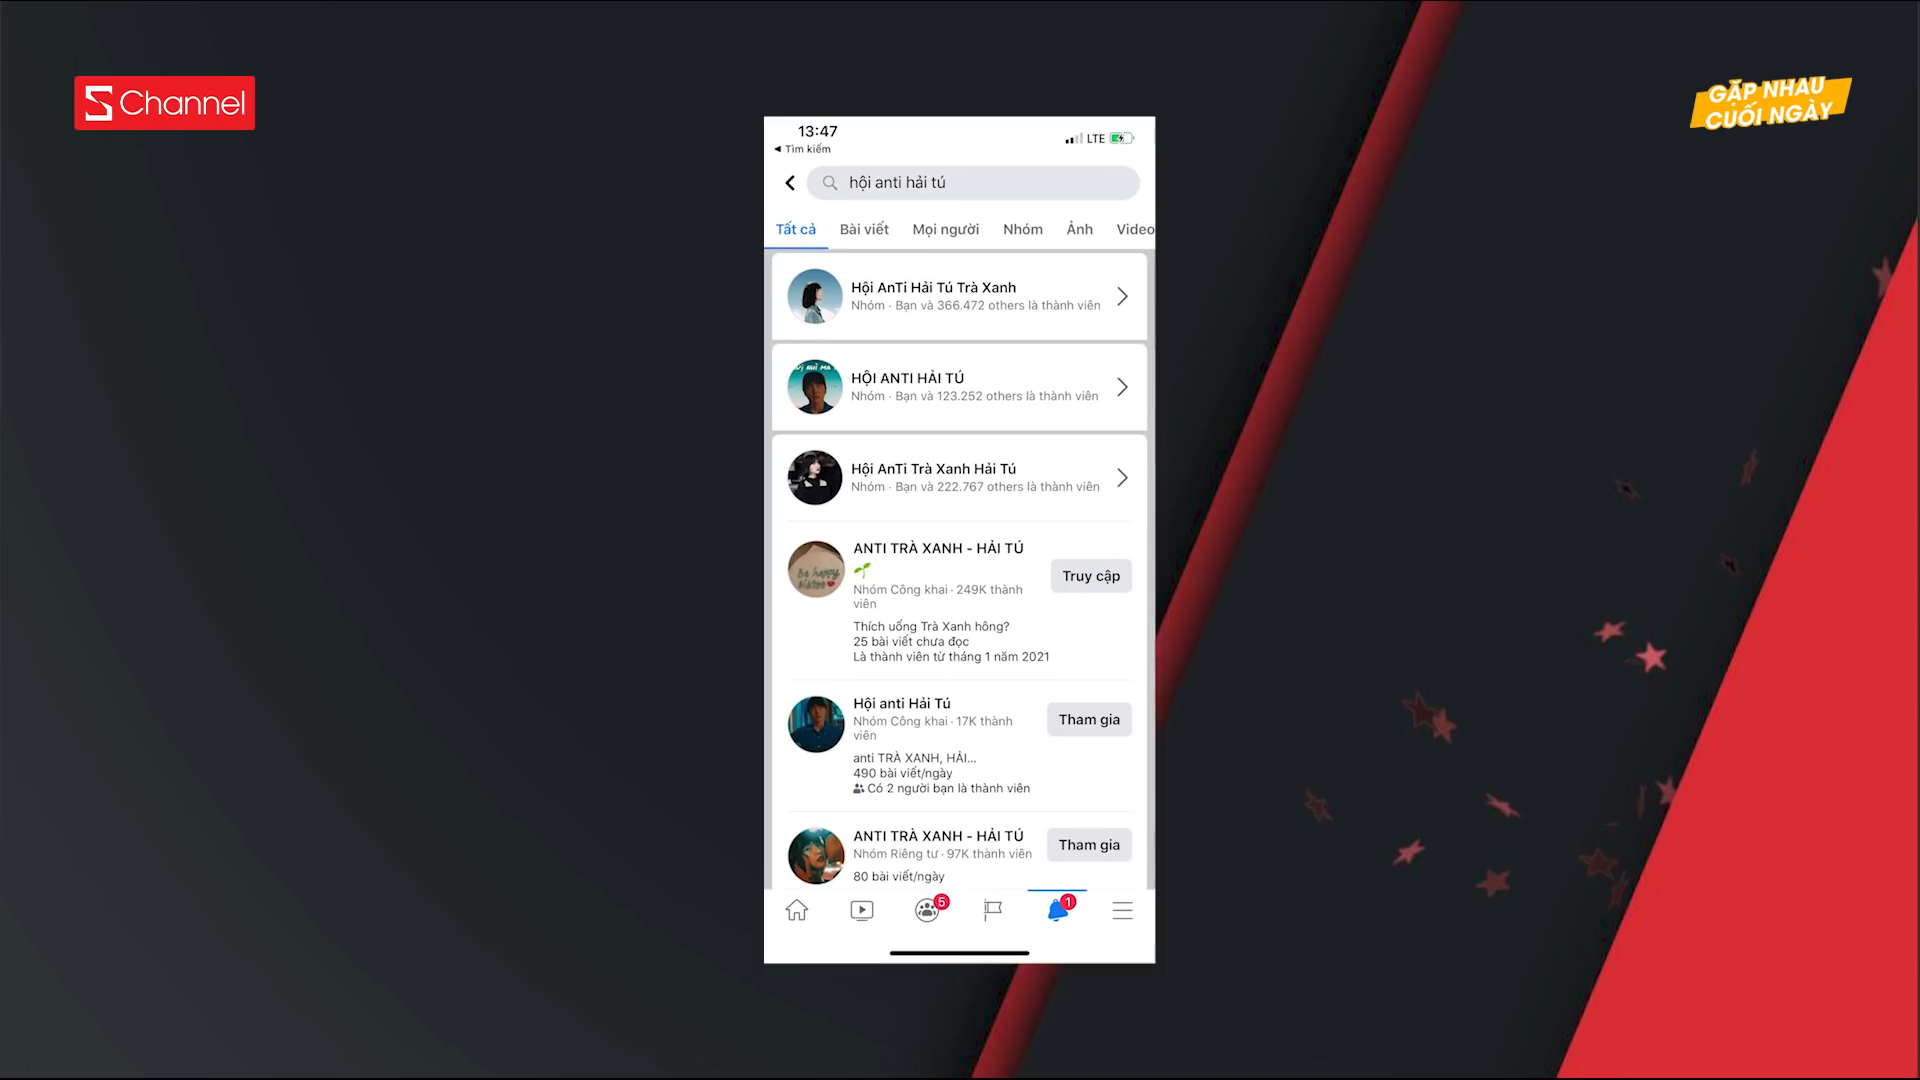 S Channel
GẶP NHAU
CUỐI NGÀY
13:47
LTE
Tìm kiếm
hội anti hải tú
Tất cả
Bài viết
Mọi người
Nhóm
Ảnh
Video
Hội AnTi Hải Tú Trà Xanh
Nhóm · Bạn và 366.472 others là thành viên
HỘI ANTI HẢI TÚ
Nhóm · Bạn và 123.252 others là thành viên
Hội AnTi Trà Xanh Hải Tú
Nhóm · Bạn và 222.767 others là thành viên
be happy
ANTI TRÀ XANH - HẢI TÚ
Nhóm Công khai · 249K thành
viên
Truy cập
Thích uống Trà Xanh hông?
25 bài viết chưa đọc
Là thành viên từ tháng 1 năm 2021
Hội anti Hải Tú
Nhóm Công khai · 17K thành
viên
Tham gia
anti TRÀ XANH, HẢI...
490 bài viết/ngày
Có 2 người bạn là thành viên
ANTI TRÀ XANH - HẢI TÚ
Nhóm Riêng tư · 97K thành viên
Tham gia
80 bài viết/ngày
5
1